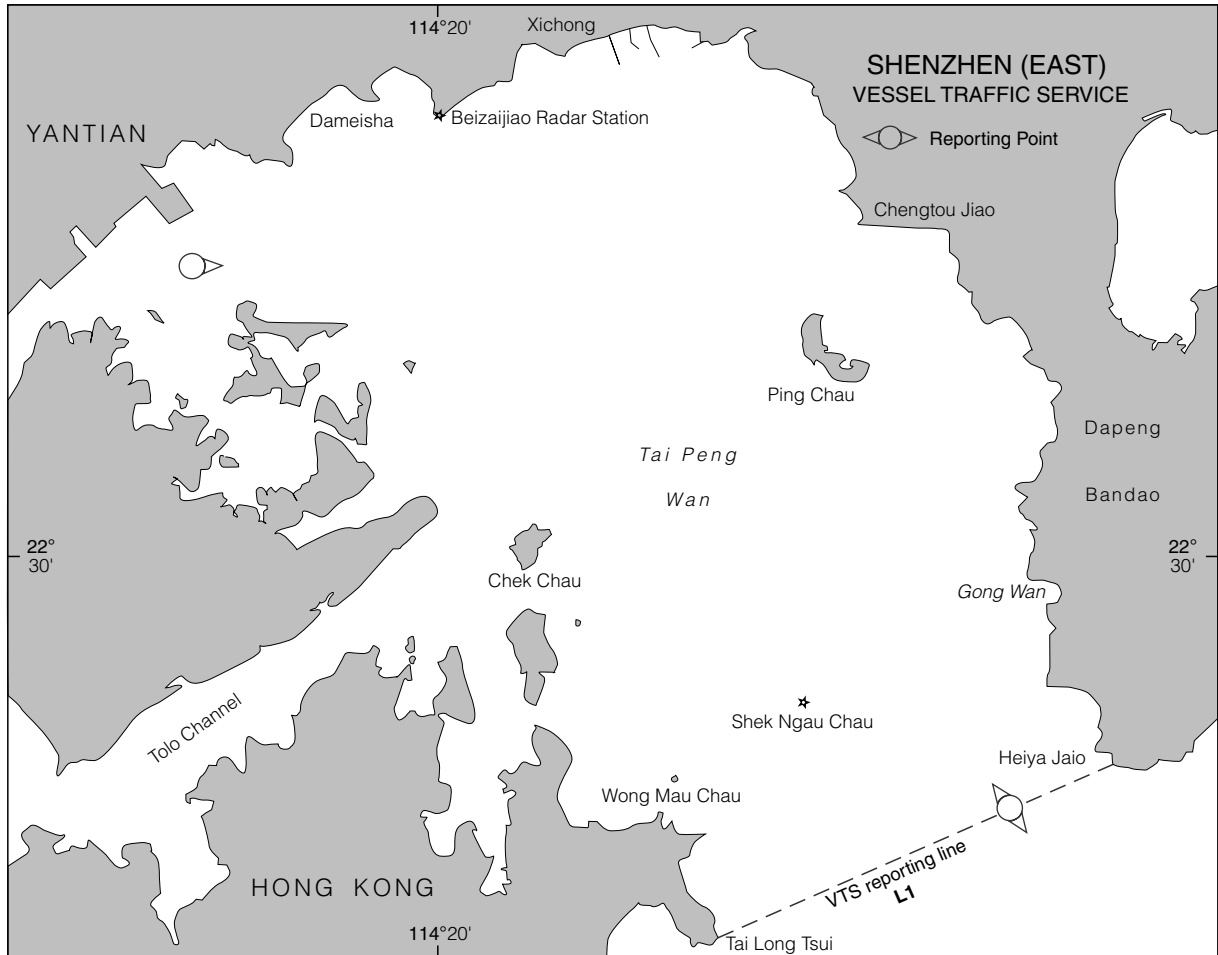 114°20'
Xichong
SHENZHEN (EAST)
VESSEL TRAFFIC SERVICE
Reporting Point
YANTIAN
Dameisha
Beizaijiao Radar Station
Chengtou Jiao
Ping Chau
Dapeng
Bandao
Tai Peng
Wan
22°
30'
22°
30'
Chek Chau
Gong Wan
Tolo Channel
Shek Ngau Chau
Heiya Jaio
Wong Mau Chau
VTS reporting line
L1
HONG KONG
114°20'
Tai Long Tsui